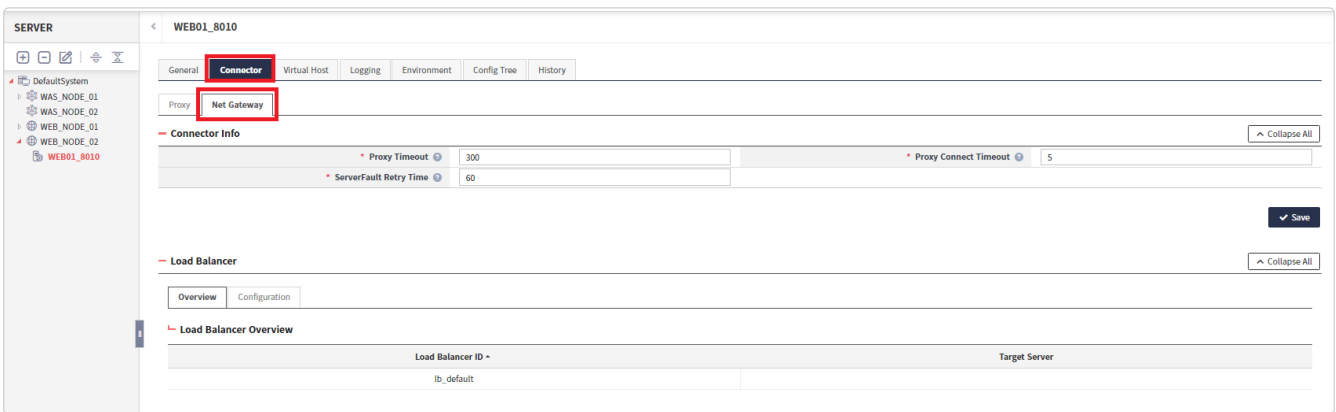 SERVER
DefaultSystem
WAS_NODE_01
WAS_NODE_02
WEB_NODE_01
WEB_NODE_02
WEB01_8010
WEB01_8010
General Connector Virtual Host Logging Environment Config Tree History
Proxy Net Gateway
Connector Info Collapse All
* Proxy Timeout ? 300 * Proxy Connect Timeout ? 5
* ServerFault Retry Time ? 60
Save
Load Balancer Collapse All
Overview Configuration
Load Balancer Overview
Load Balancer ID Target Server
lb_default